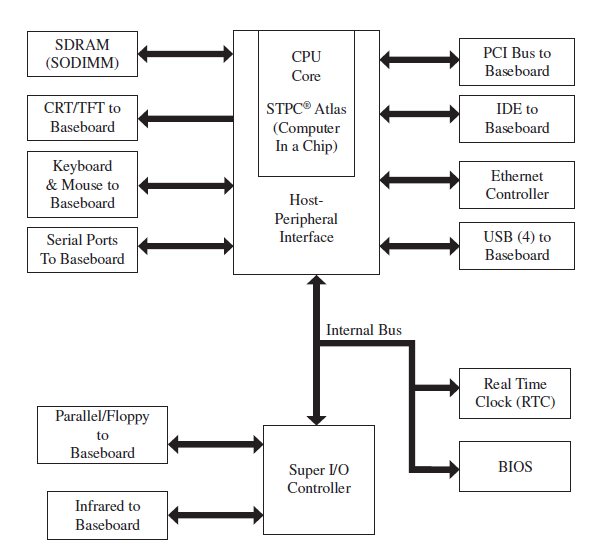 SDRAM
(SODIMM)
CRT/TFT to
Baseboard
Keyboard
& Mouse to
Baseboard
Serial Ports
To Baseboard
CPU
Core
STPC® Atlas
(Computer
In a Chip)
Host-
Peripheral
Interface
PCI Bus to
Baseboard
IDE to
Baseboard
Ethernet
Controller
USB (4) to
Baseboard
Internal Bus
Real Time
Clock (RTC)
BIOS
Parallel/Floppy
to
Baseboard
Infrared to
Baseboard
Super I/O
Controller